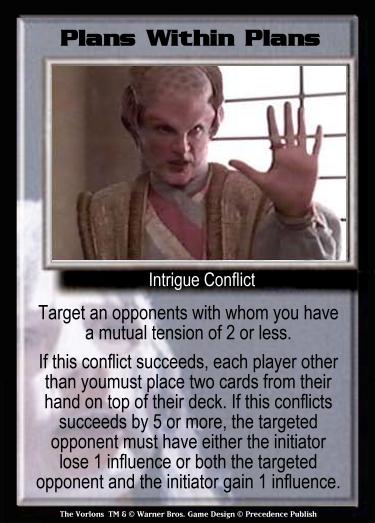 Plans Within Plans
Intrigue Conflict
Target an opponents with whom you have
a mutual tension of 2 or less.
If this conflict succeeds, each player other
than youmust place two cards from their
hand on top of their deck. If this conflicts
succeeds by 5 or more, the targeted
opponent must have either the initiator
lose 1 influence or both the targeted
opponent and the initiator gain 1 influence.
The Vorlons TM & © Warner Bros. Game Design © Precedence Publish